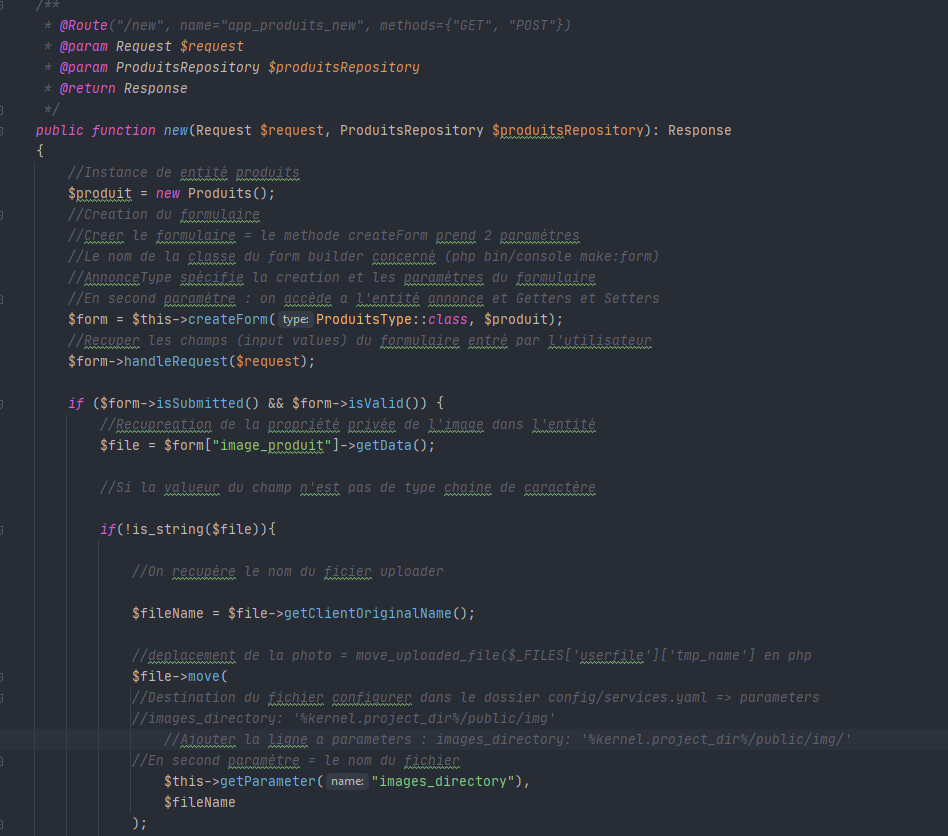 /**
 * @Route("/new", name="app_produits_new", methods={"GET", "POST"})
 * @param Request $request
 * @param ProduitsRepository $produitsRepository
 * @return Response
 */
public function new(Request $request, ProduitsRepository $produitsRepository): Response
{
    //Instance de entité produits
    $produit = new Produits();
    //Creation du formulaire
    //Creer le formulaire = le methode createForm prend 2 paramètres
    //Le nom de la classe du form builder concerné (php bin/console make:form)
    //AnnonceType spécifie la creation et les paramètres du formulaire
    //En second paramètre : on accède a l'entité annonce et Getters et Setters
    $form = $this->createForm( type: ProduitsType::class, $produit);
    //Recuper les champs (input values) du formulaire entré par l'utilisateur
    $form->handleRequest($request);
    if ($form->isSubmitted() && $form->isValid()) {
        //Recupreation de la propriété privée de l'image dans l'entité
        $file = $form["image_produit"]->getData();
        //Si la valueur du champ n'est pas de type chaine de caractère
        if(!is_string($file)){
            //On recupère le nom du ficier uploader
            $fileName = $file->getClientOriginalName();
            //deplacement de la photo = move_uploaded_file($_FILES['userfile']['tmp_name'] en php
            $file->move(
            //Destination du fichier configurer dans le dossier config/services.yaml => parameters
            //images_directory: '%kernel.project_dir%/public/img'
                //Ajouter la ligne a parameters : images_directory: '%kernel.project_dir%/public/img/'
            //En second paramètre = le nom du fichier
                $this->getParameter( name: "images_directory"),
                $fileName
            );